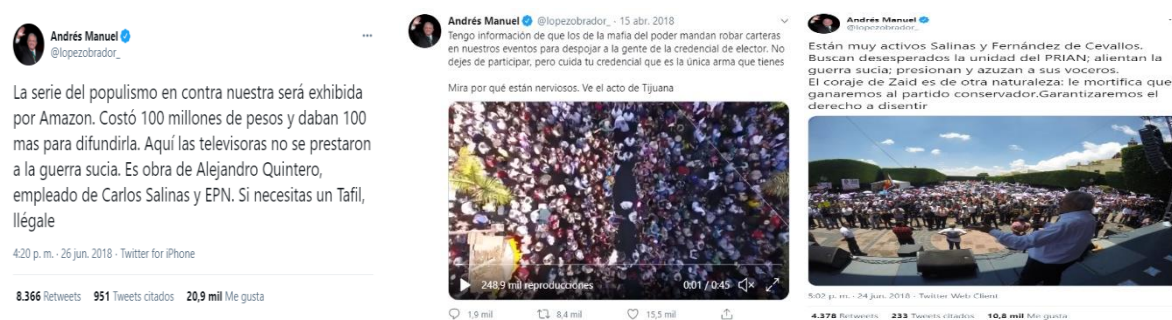 Andrés Manuel
@lopezobrador_
La serie del populismo en contra nuestra será exhibida
por Amazon. Costó 100 millones de pesos y daban 100
mas para difundirla. Aquí las televisoras no se prestaron
a la guerra sucia. Es obra de Alejandro Quintero,
empleado de Carlos Salinas y EPN. Si necesitas un Tafil,
llégale
4:20 p. m. · 26 jun. 2018 · Twitter for iPhone
8.366 Retweets 951 Tweets citados 20,9 mil Me gusta
Andrés Manuel @lopezobrador_ · 15 abr. 2018
Tengo información de que los de la mafia del poder mandan robar carteras
en nuestros eventos para despojar a la gente de la credencial de elector. No
dejes de participar, pero cuida tu credencial que es la única arma que tienes
Mira por qué están nerviosos. Ve el acto de Tijuana
248,9 mil reproducciones 0:01 / 0:45
1,9 mil 8,4 mil 15,5 mil
Andrés Manuel
@lopezobrador_
Están muy activos Salinas y Fernández de Cevallos.
Buscan desesperados la unidad del PRIAN; alientan la
guerra sucia; presionan y azuzan a sus voceros.
El coraje de Zaid es de otra naturaleza: le mortifica que
ganaremos al partido conservador.Garantizaremos el
derecho a disentir
5:02 p. m. · 24 jun. 2018 · Twitter Web Client
4.378 Retweets 233 Tweets citados 10,8 mil Me gusta